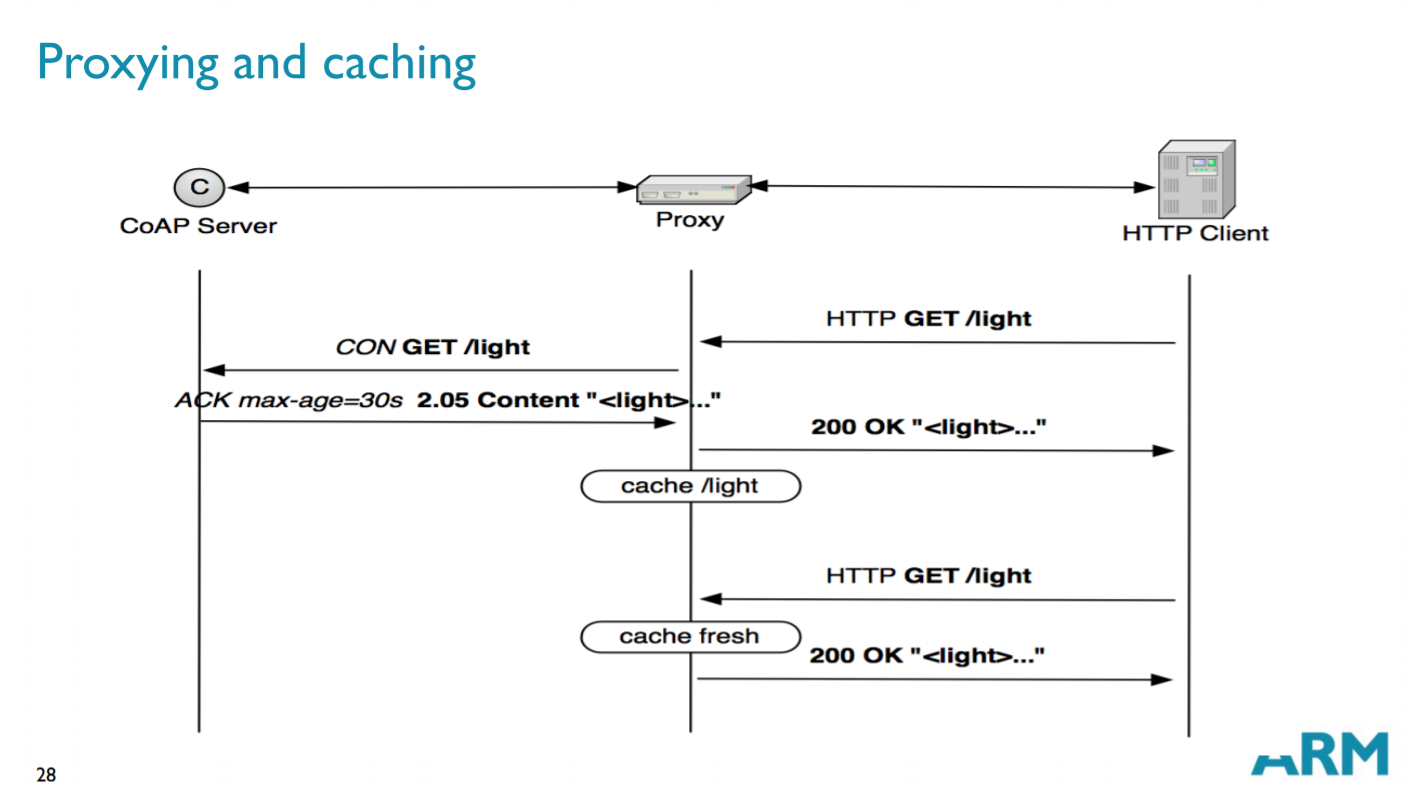 Proxying and caching
C
CoAP Server
Proxy
HTTP Client
HTTP GET /light
CON GET /light
ACK max-age=30s 2.05 Content "<light>..."
200 OK "<light>..."
cache /light
HTTP GET /light
cache fresh
200 OK "<light>..."
ARM
28